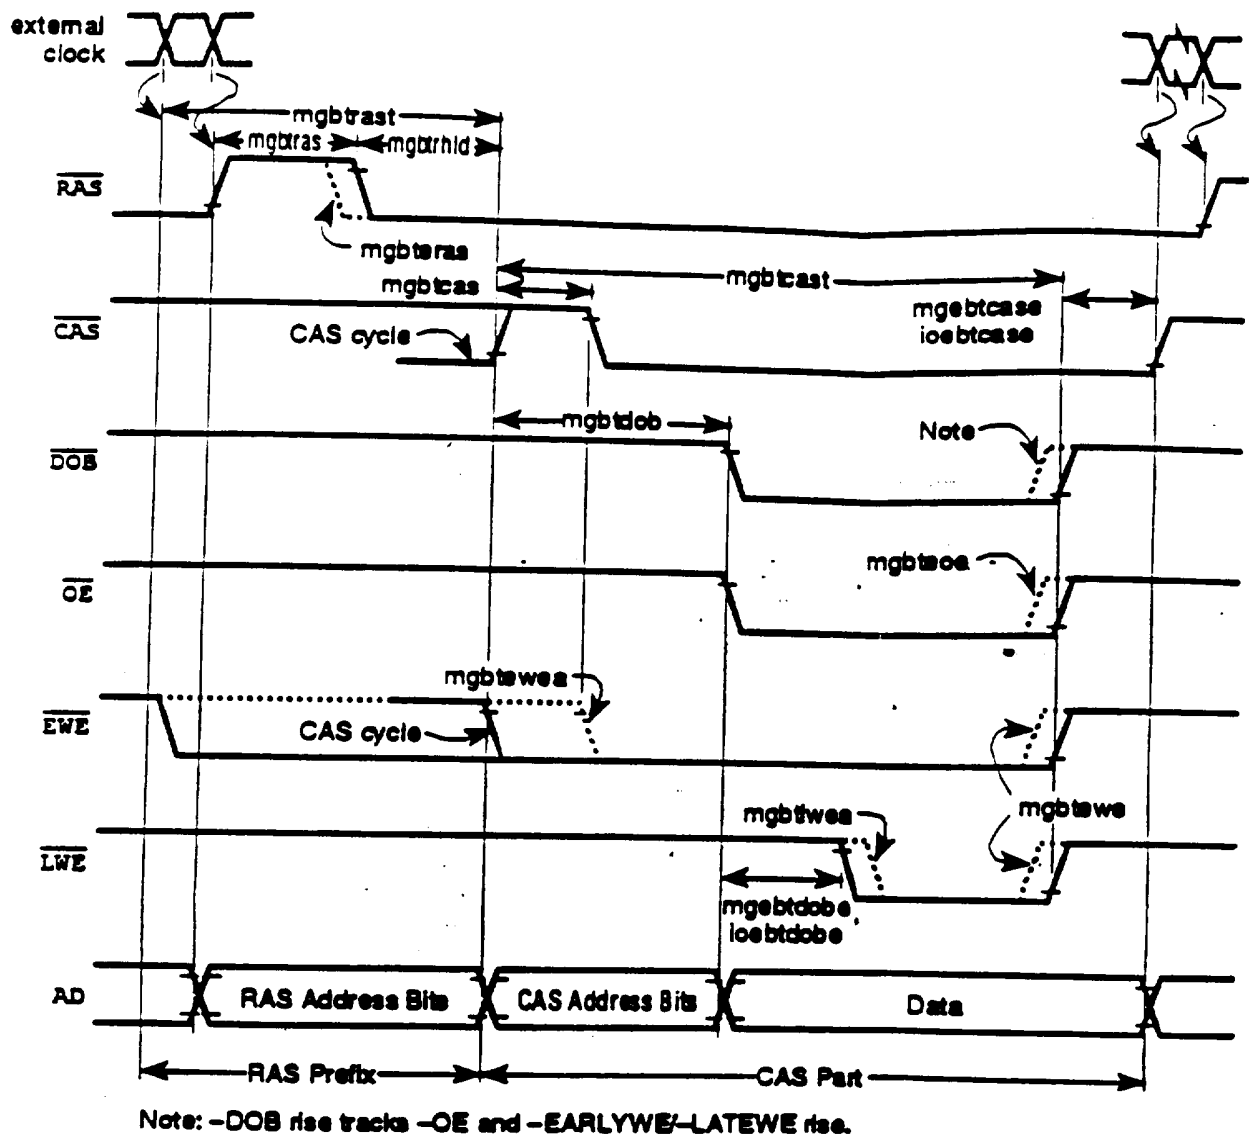 external
clock
mgbtrast
mgbtras
mgbtrhld
RAS
mgbteras
mgbtcas
mgbtcast
mgebtcase
ioebtcase
CAS
CAS cycle
mgbtdob
Note
DOB
mgbteoe
OE
mgbtewea
EWE
CAS cycle
mgbtlwea
mgbtewe
LWE
mgebtdobe
ioebtdobe
AD
RAS Address Bits
CAS Address Bits
Data
RAS Prefix
CAS Part
Note: -DOB rise tracks -OE and -EARLYWE/-LATEWE rise.